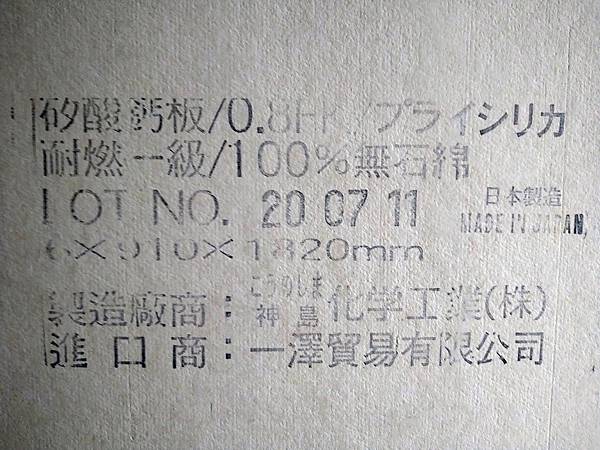 矽酸鈣板/0.8FK/プライシリカ
耐燃一級/100%無石綿
LOT NO. 20 07 11
日本製造
MADE IN JAPAN,
6×910×1820mm
こうのしま
製造廠商:神島化学工業(株)
進口商:一澤貿易有限公司